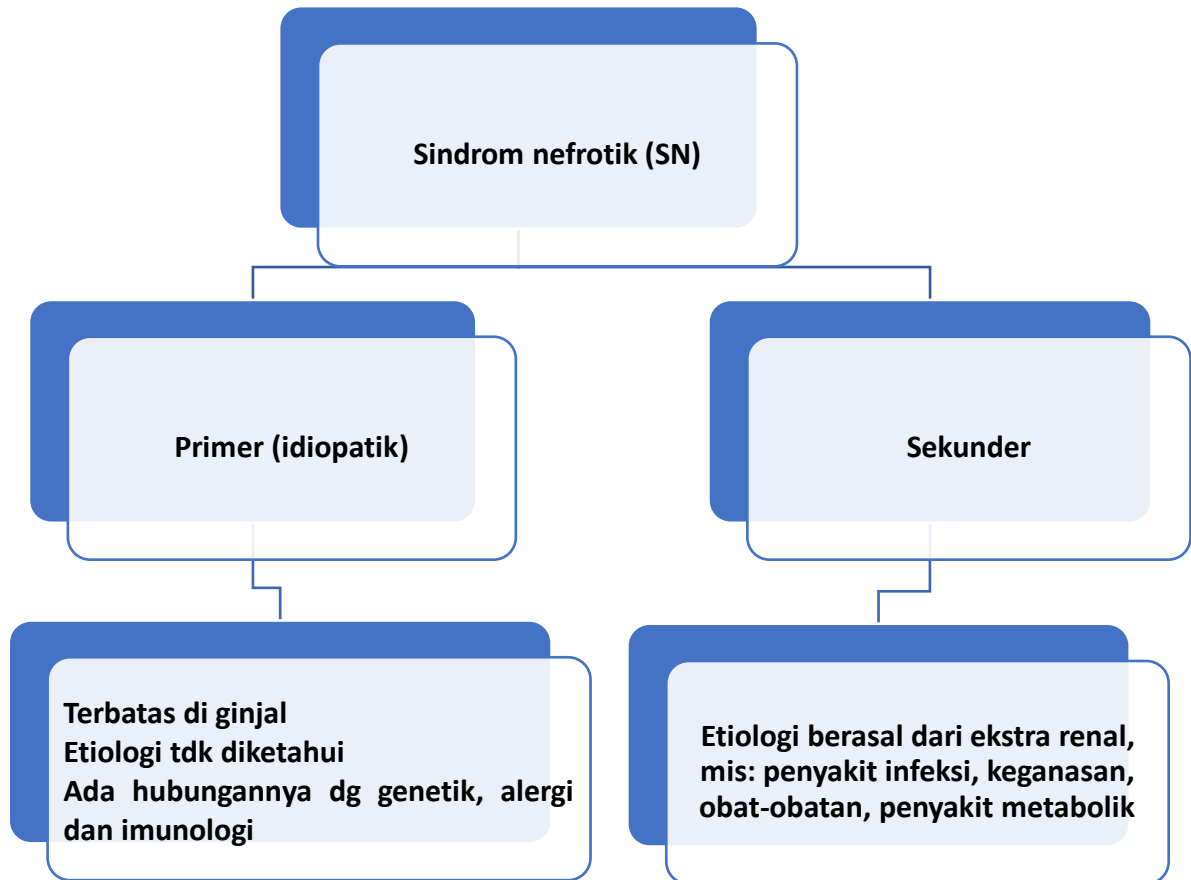 Sindrom nefrotik (SN)
Primer (idiopatik)
Sekunder
Terbatas di ginjal
Etiologi tdk diketahui
Ada hubungannya dg genetik, alergi
dan imunologi
Etiologi berasal dari ekstra renal,
mis: penyakit infeksi, keganasan,
obat-obatan, penyakit metabolik